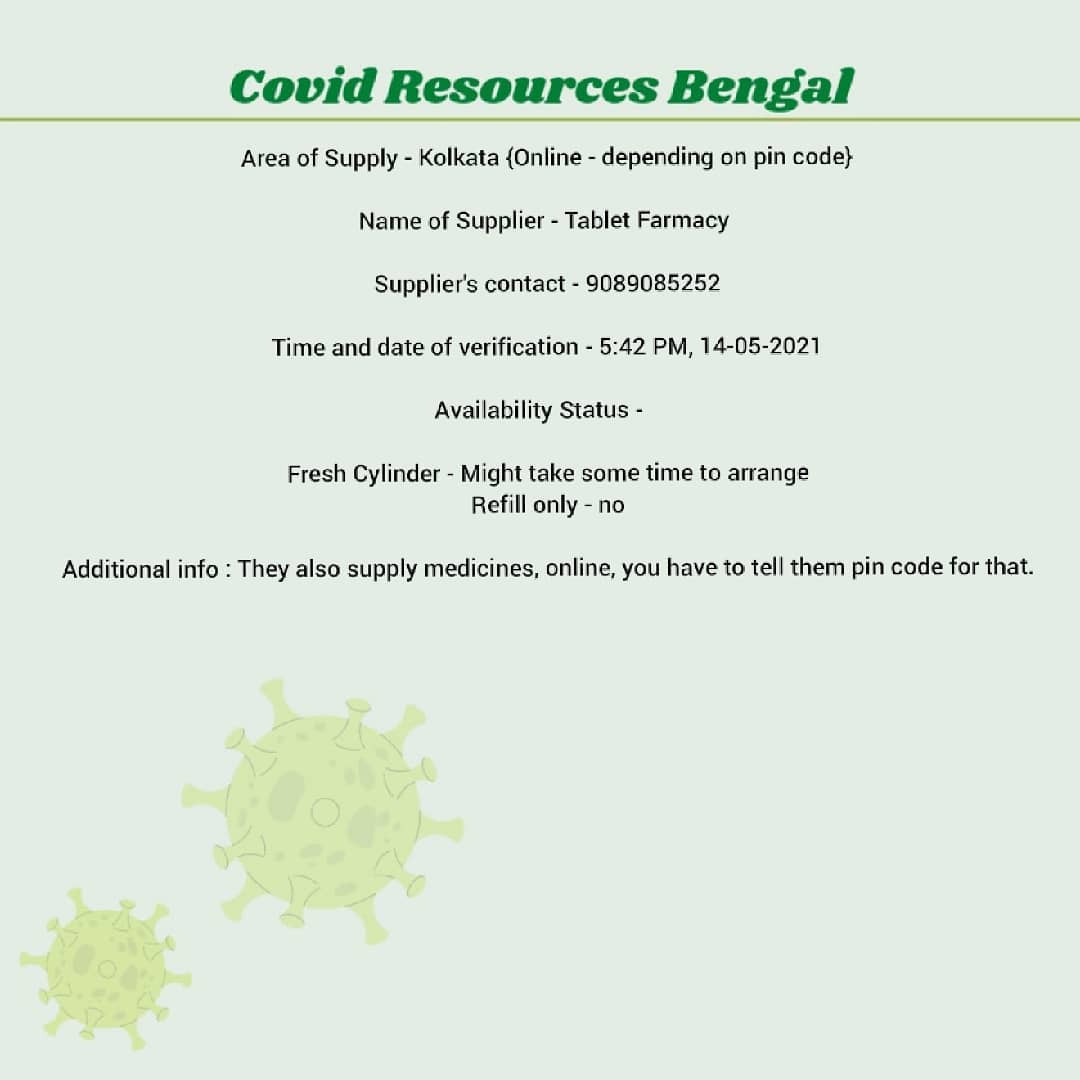 Covid Resources Bengal
Area of Supply - Kolkata {Online - depending on pin code}
Name of Supplier - Tablet Farmacy
Supplier's contact - 9089085252
Time and date of verification - 5:42 PM, 14-05-2021
Availability Status -
Fresh Cylinder - Might take some time to arrange
Refill only - no
Additional info : They also supply medicines, online, you have to tell them pin code for that.